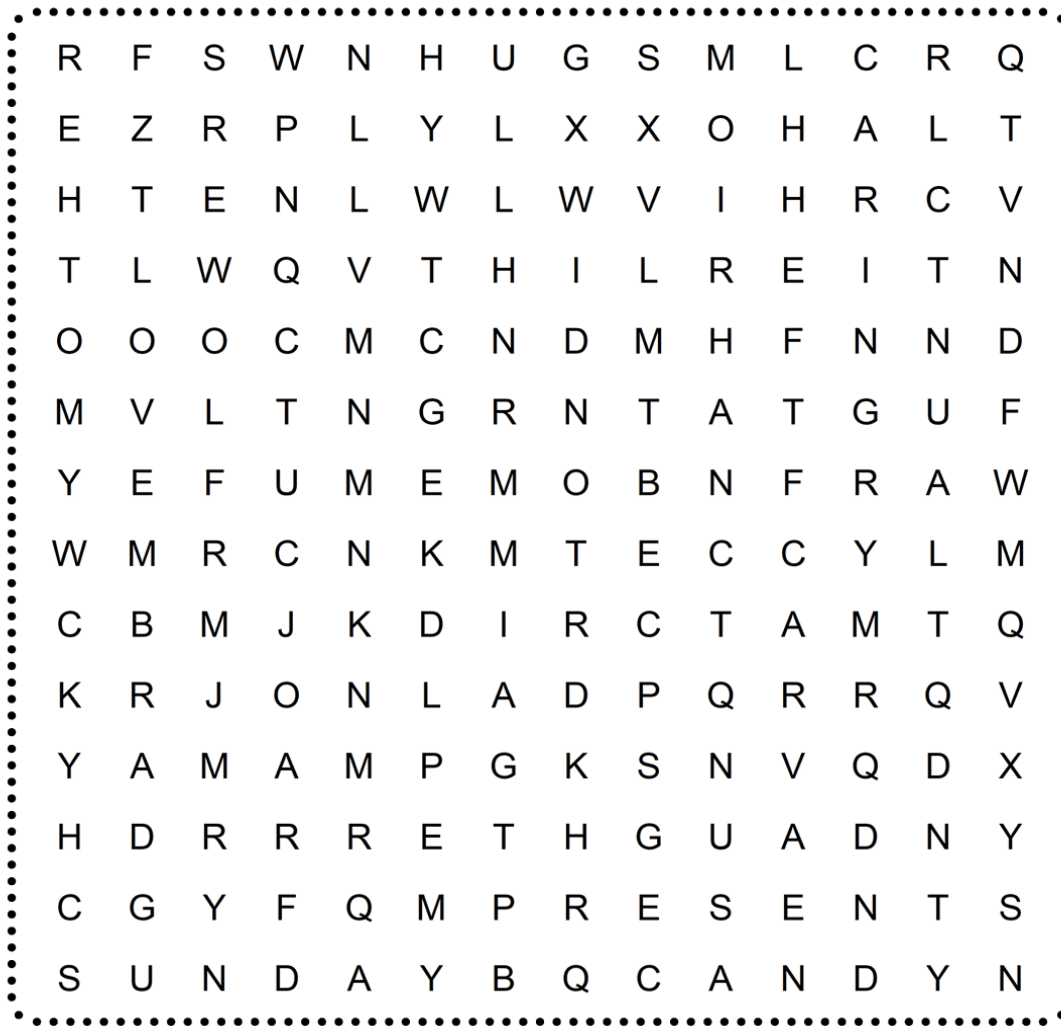 R F S W N H U G S M L C R Q
E Z R P L Y L X X O H A L T
H T E N L W L W V I H R C V
T L W Q V T H I L R E I T N
O O O C M C N D M H F N N D
M V L T N G R N T A T G U F
Y E F U M E M O B N F R A W
W M R C N K M T E C C Y L M
C B M J K D I R C T A M T Q
K R J O N L A D P Q R R Q V
Y A M A M P G K S N V Q D X
H D R R R E T H G U A D N Y
C G Y F Q M P R E S E N T S
S U N D A Y B Q C A N D Y N